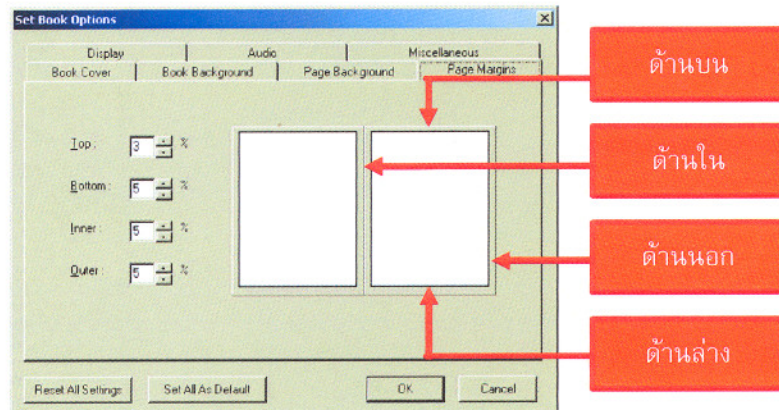 Set Book Options
Display Audio Miscellaneous
Book Cover Book Background Page Background Page Margins
Top: 3 %
Bottom: 5 %
Inner: 5 %
Outer: 5 %
Reset All Settings Set All As Default OK Cancel
ด้านบน
ด้านใน
ด้านนอก
ด้านล่าง